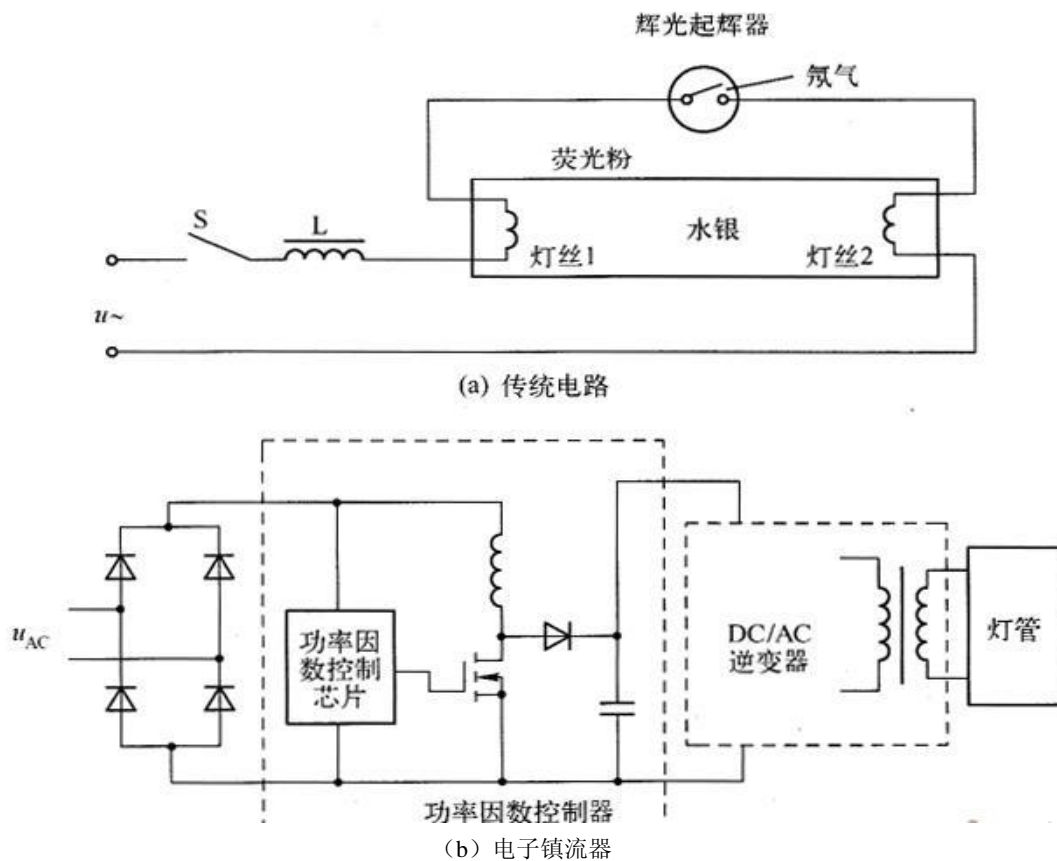 辉光起辉器
氖气
荧光粉
S
L
水银
灯丝1
灯丝2
u~
(a) 传统电路
u_AC
功率因
数控制
芯片
DC/AC
逆变器
灯管
功率因数控制器
（b）电子镇流器